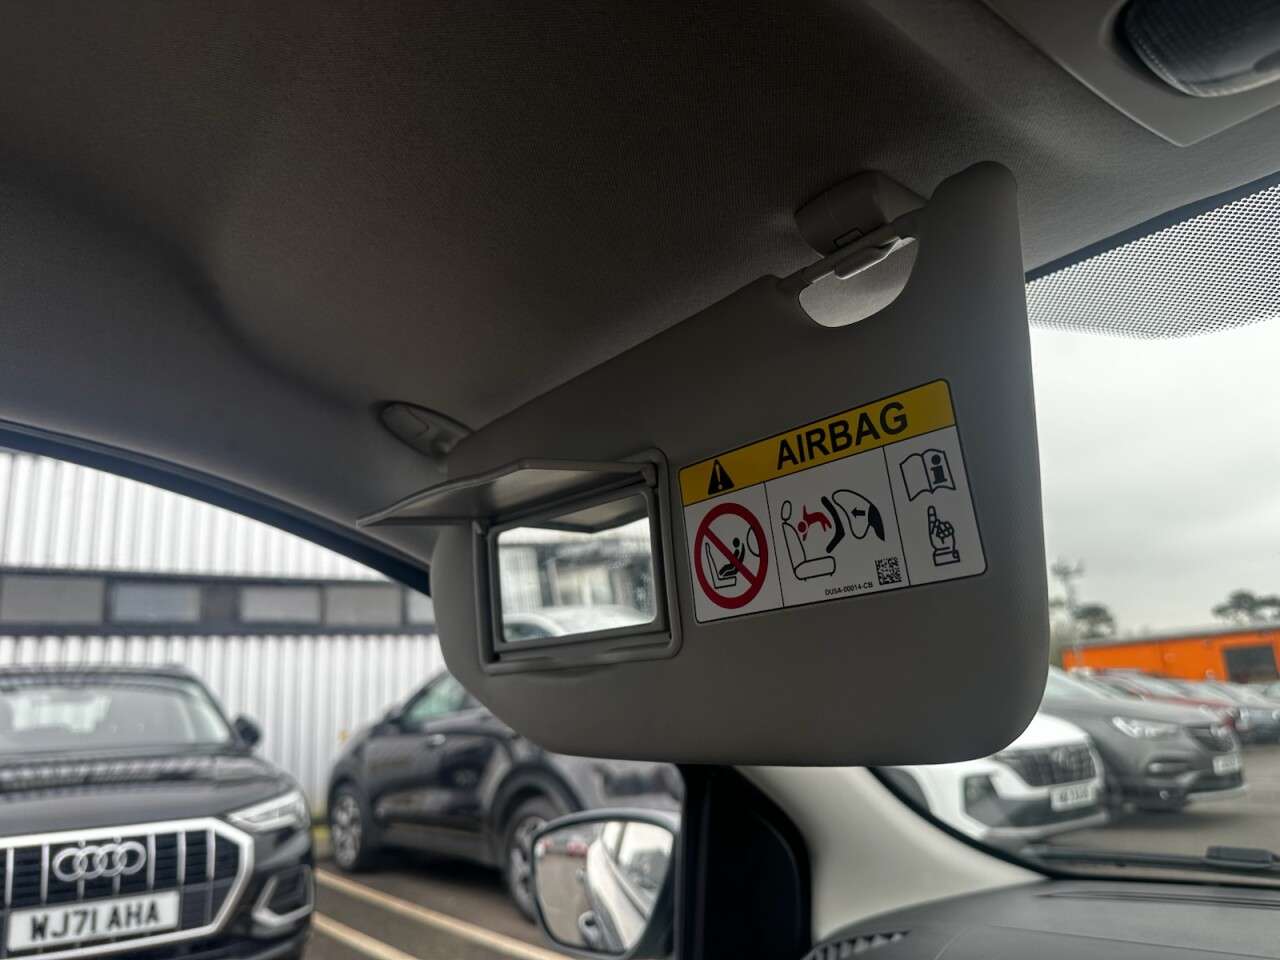 AIRBAG
DUSA-00014-CB
WJ71 AHA